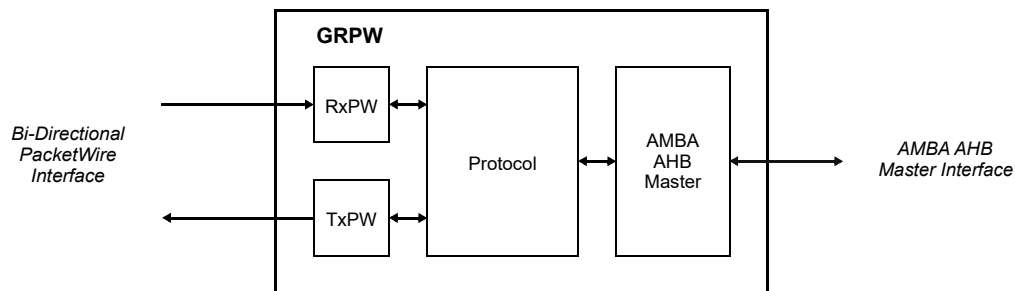 GRPW
RxPW
TxPW
Protocol
AMBA
AHB
Master
Bi-Directional
PacketWire
Interface
AMBA AHB
Master Interface